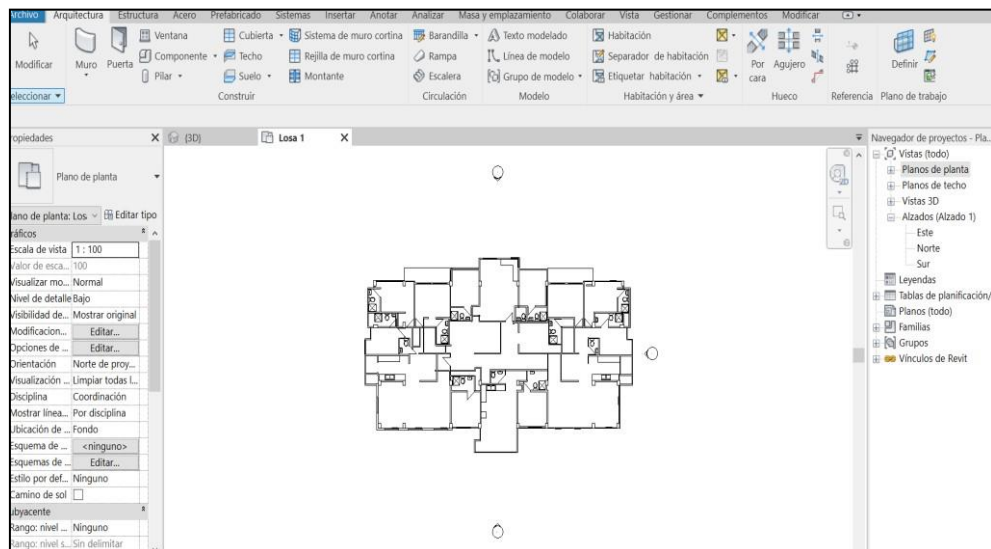 Archivo Arquitectura Estructura Acero Prefabricado Sistemas Insertar Anotar Analizar Masa y emplazamiento Colaborar Vista Gestionar Complementos Modificar
Modificar
Muro Puerta
Ventana
Componente
Pilar
Cubierta
Techo
Suelo
Sistema de muro cortina
Rejilla de muro cortina
Montante
Barandilla
Rampa
Escalera
Texto modelado
Línea de modelo
Grupo de modelo
Habitación
Separador de habitación
Etiquetar habitación
Por cara
Agujero
Definir
eleccionar Construir Circulación Modelo Habitación y área Hueco Referencia Plano de trabajo
ropiedades X
{3D}
Losa 1 X
Navegador de proyectos - Pla...
Plano de planta
lano de planta: Los Editar tipo
ráficos
Escala de vista 1 : 100
Valor de esca... 100
Visualizar mo... Normal
Nivel de detalle Bajo
Visibilidad de... Mostrar original
Modificacion... Editar...
Opciones de ... Editar...
Orientación Norte de proy...
Visualización ... Limpiar todas l...
Disciplina Coordinación
Mostrar línea... Por disciplina
Ubicación de ... Fondo
Esquema de ... <ninguno>
Esquemas de ... Editar...
Estilo por def... Ninguno
Camino de sol
ubyacente
Rango: nivel ... Ninguno
Rango: nivel s... Sin delimitar
2D
Vistas (todo)
Planos de planta
Planos de techo
Vistas 3D
Alzados (Alzado 1)
Este
Norte
Sur
Leyendas
Tablas de planificación/
Planos (todo)
Familias
Grupos
Vínculos de Revit